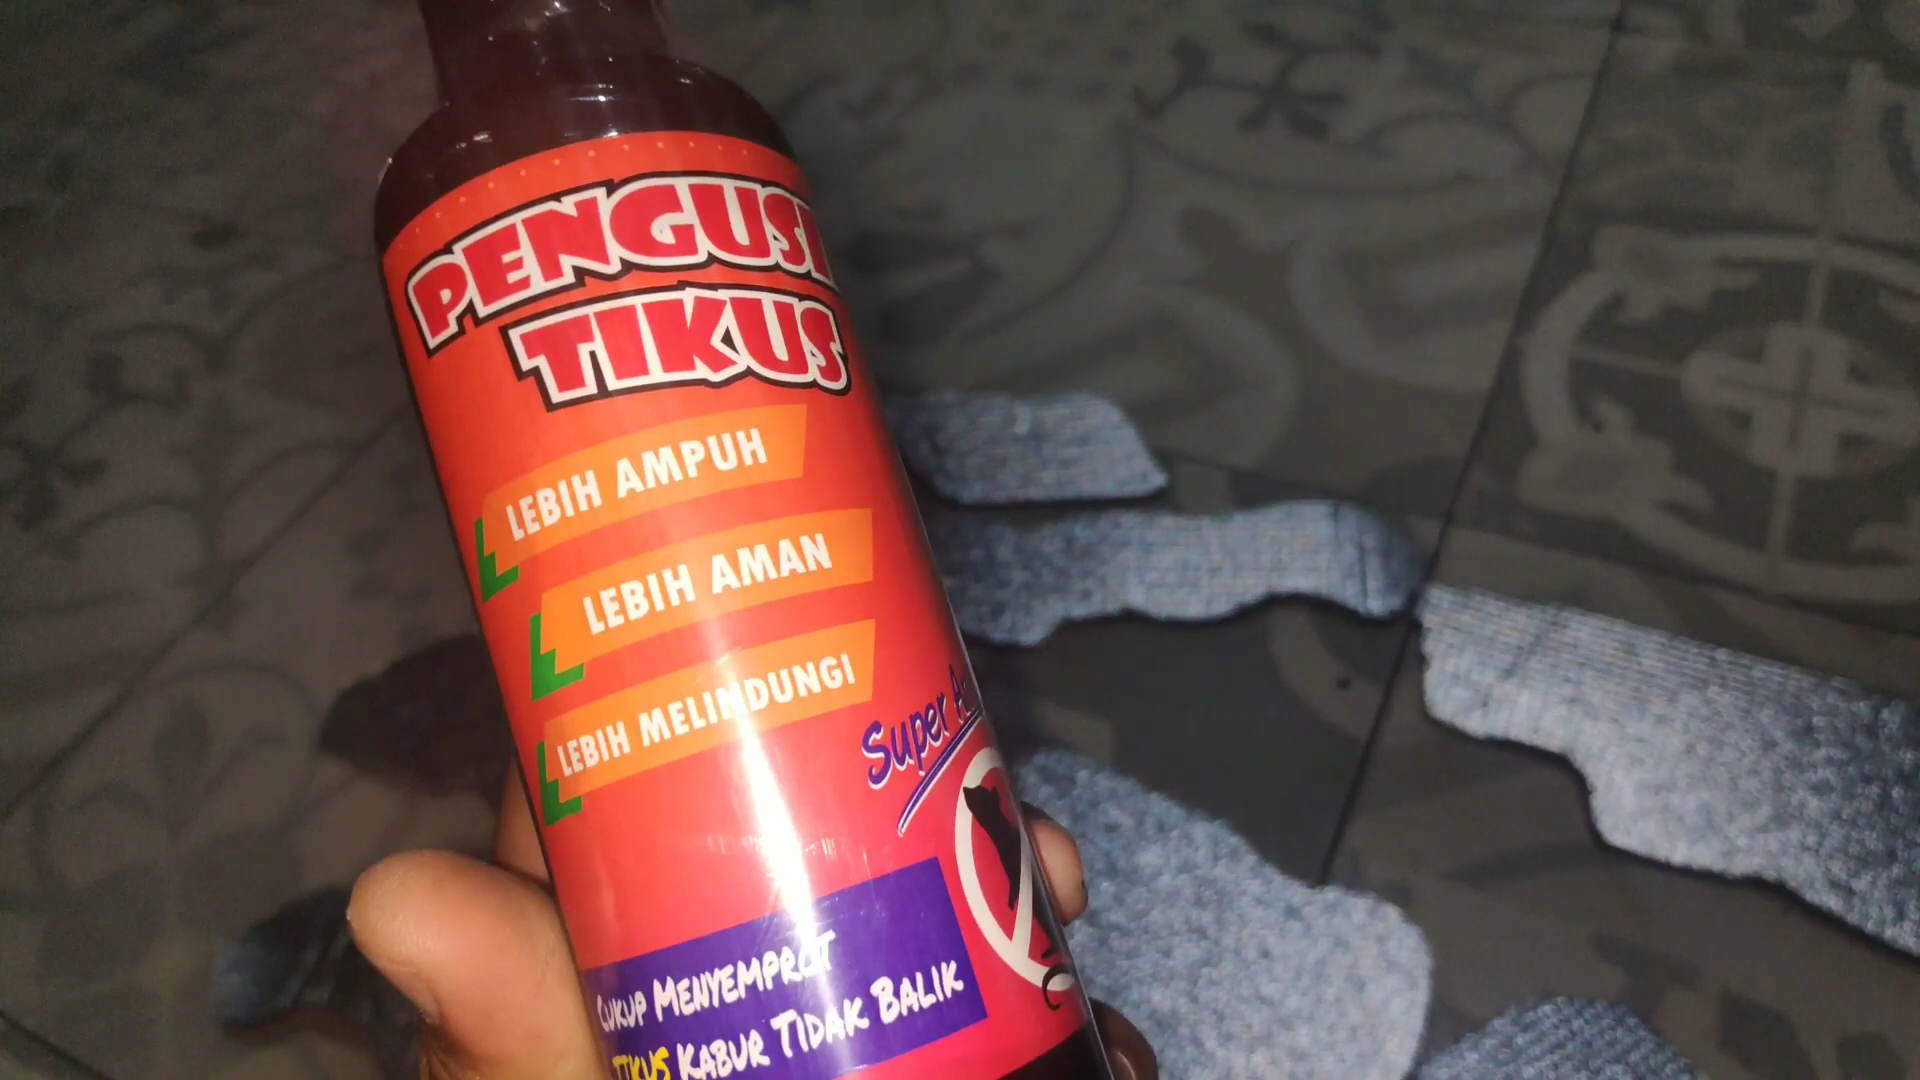 PENGUSI
TIKUS
LEBIH AMPUH
LEBIH AMAN
LEBIH MELINDUNGI
Super
CUKUP MENYEMPROT
TIKUS KABUR TIDAK BALIK